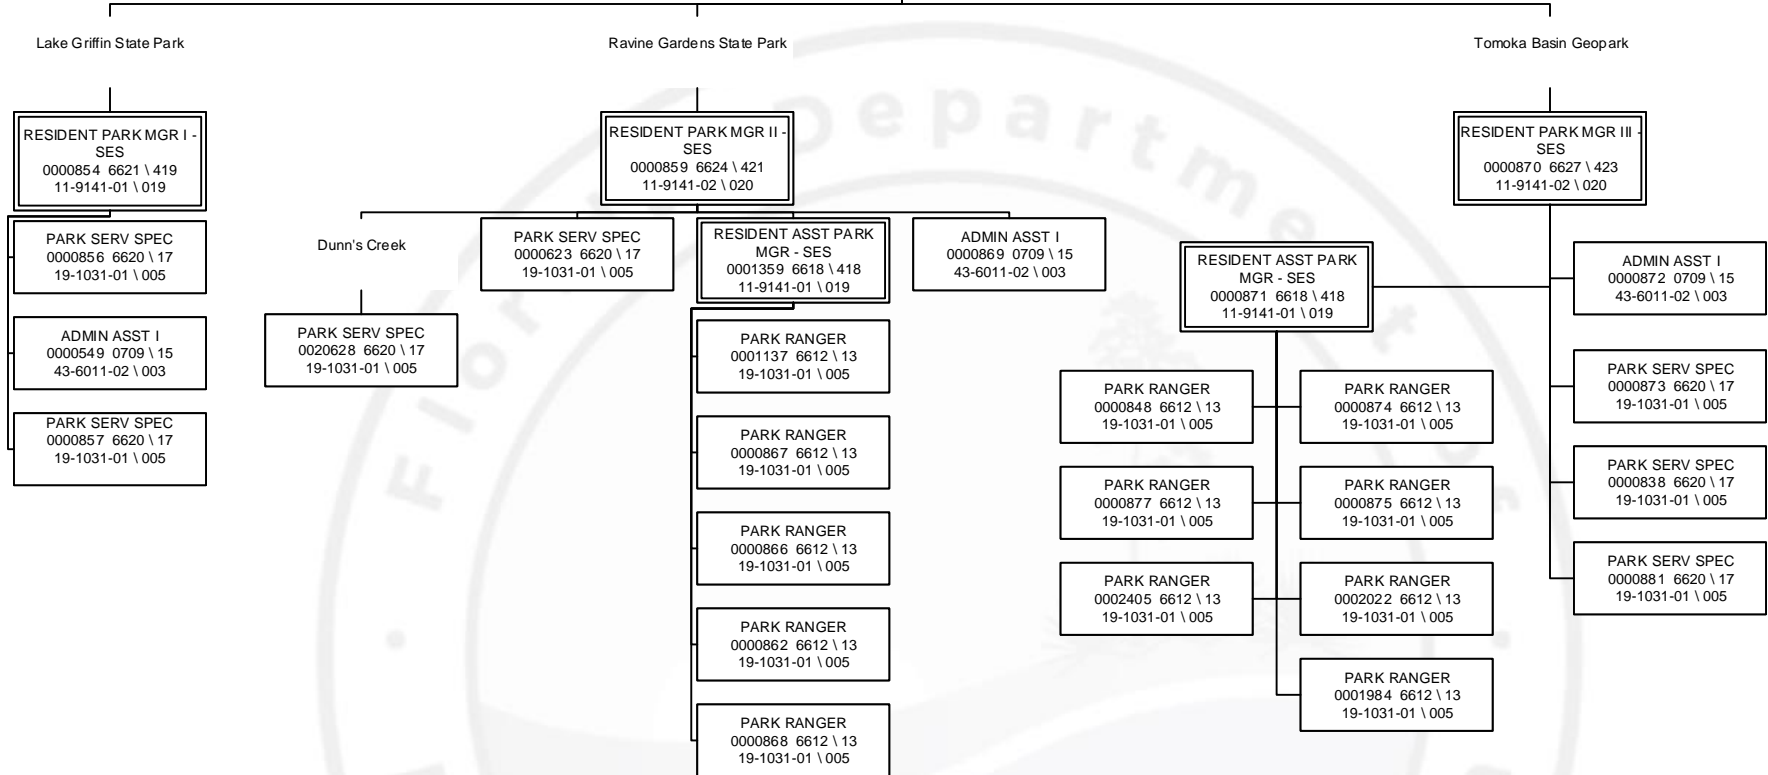 Lake Griffin State Park
RESIDENT PARK MGR I -
SES
0000854 6621 \ 419
11-9141-01 \ 019
PARK SERV SPEC
0000856 6620 \ 17
19-1031-01 \ 005
ADMIN ASST I
0000549 0709 \ 15
43-6011-02 \ 003
PARK SERV SPEC
0000857 6620 \ 17
19-1031-01 \ 005
Ravine Gardens State Park
RESIDENT PARK MGR II -
SES
0000859 6624 \ 421
11-9141-02 \ 020
Dunn's Creek
PARK SERV SPEC
0020628 6620 \ 17
19-1031-01 \ 005
PARK SERV SPEC
0000623 6620 \ 17
19-1031-01 \ 005
RESIDENT ASST PARK
MGR - SES
0001359 6618 \ 418
11-9141-01 \ 019
PARK RANGER
0001137 6612 \ 13
19-1031-01 \ 005
PARK RANGER
0000867 6612 \ 13
19-1031-01 \ 005
PARK RANGER
0000866 6612 \ 13
19-1031-01 \ 005
PARK RANGER
0000862 6612 \ 13
19-1031-01 \ 005
PARK RANGER
0000868 6612 \ 13
19-1031-01 \ 005
ADMIN ASST I
0000869 0709 \ 15
43-6011-02 \ 003
Tomoka Basin Geopark
RESIDENT PARK MGR III -
SES
0000870 6627 \ 423
11-9141-02 \ 020
RESIDENT ASST PARK
MGR - SES
0000871 6618 \ 418
11-9141-01 \ 019
PARK RANGER
0000848 6612 \ 13
19-1031-01 \ 005
PARK RANGER
0000874 6612 \ 13
19-1031-01 \ 005
PARK RANGER
0000877 6612 \ 13
19-1031-01 \ 005
PARK RANGER
0000875 6612 \ 13
19-1031-01 \ 005
PARK RANGER
0002405 6612 \ 13
19-1031-01 \ 005
PARK RANGER
0002022 6612 \ 13
19-1031-01 \ 005
PARK RANGER
0001984 6612 \ 13
19-1031-01 \ 005
ADMIN ASST I
0000872 0709 \ 15
43-6011-02 \ 003
PARK SERV SPEC
0000873 6620 \ 17
19-1031-01 \ 005
PARK SERV SPEC
0000838 6620 \ 17
19-1031-01 \ 005
PARK SERV SPEC
0000881 6620 \ 17
19-1031-01 \ 005
Department of